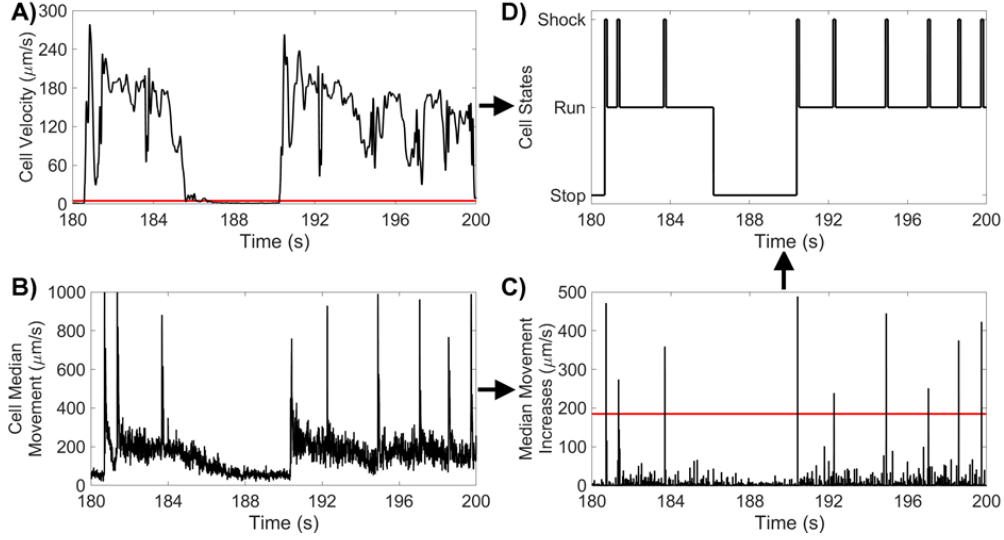 A)
300
240
180
120
60
0
Cell Velocity (μm/s)
180 184 188 192 196 200
Time (s)
D)
Shock
Run
Stop
Cell States
180 184 188 192 196 200
Time (s)
B)
1000
800
600
400
200
0
Cell Median
Movement (μm/s)
180 184 188 192 196 200
Time (s)
C)
500
400
300
200
100
0
Median Movement
Increases (μm/s)
180 184 188 192 196 200
Time (s)